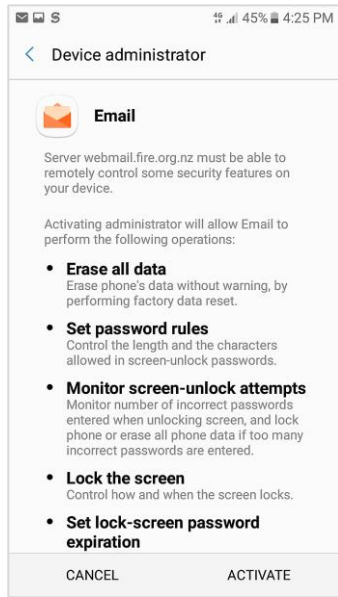 45% 4:25 PM
Device administrator
Email
Server webmail.fire.org.nz must be able to
remotely control some security features on
your device.
Activating administrator will allow Email to
perform the following operations:
• Erase all data
Erase phone's data without warning, by
performing factory data reset.
• Set password rules
Control the length and the characters
allowed in screen-unlock passwords.
• Monitor screen-unlock attempts
Monitor number of incorrect passwords
entered when unlocking screen, and lock
phone or erase all phone data if too many
incorrect passwords are entered.
• Lock the screen
Control how and when the screen locks.
• Set lock-screen password
expiration
CANCEL ACTIVATE